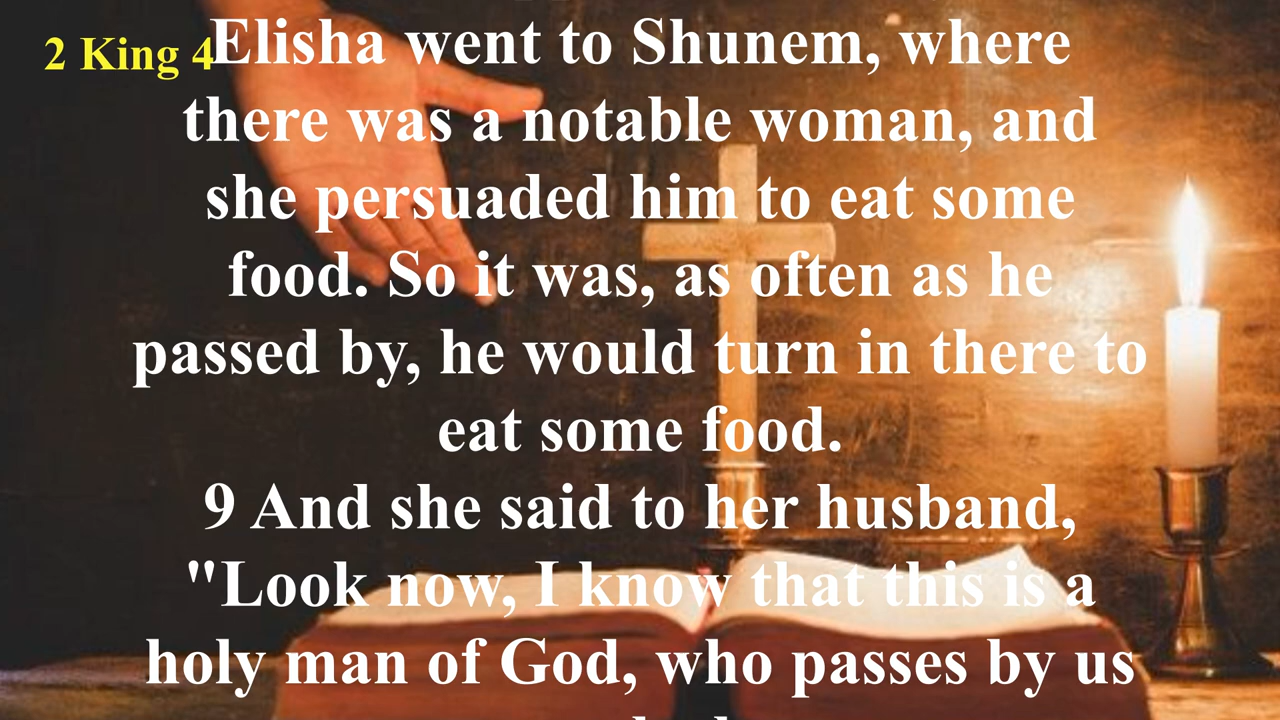 2 King 4
Elisha went to Shunem, where
there was a notable woman, and
she persuaded him to eat some
food. So it was, as often as he
passed by, he would turn in there to
eat some food.
9 And she said to her husband,
"Look now, I know that this is a
holy man of God, who passes by us